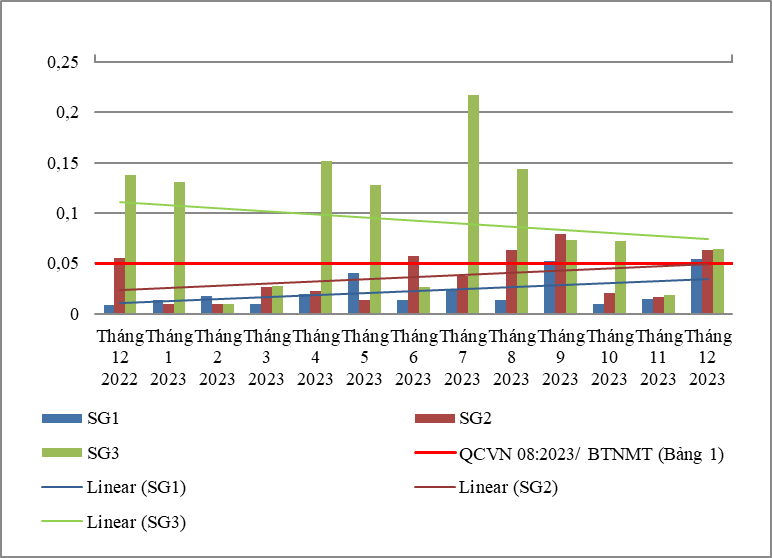 0,25
0,2
0,15
0,1
0,05
0
Tháng Tháng Tháng Tháng Tháng Tháng Tháng Tháng Tháng Tháng Tháng Tháng Tháng
12 1 2 3 4 5 6 7 8 9 10 11 12
2022 2023 2023 2023 2023 2023 2023 2023 2023 2023 2023 2023 2023
SG1 SG2
SG3 QCVN 08:2023/ BTNMT (Bảng 1)
Linear (SG1) Linear (SG2)
Linear (SG3)